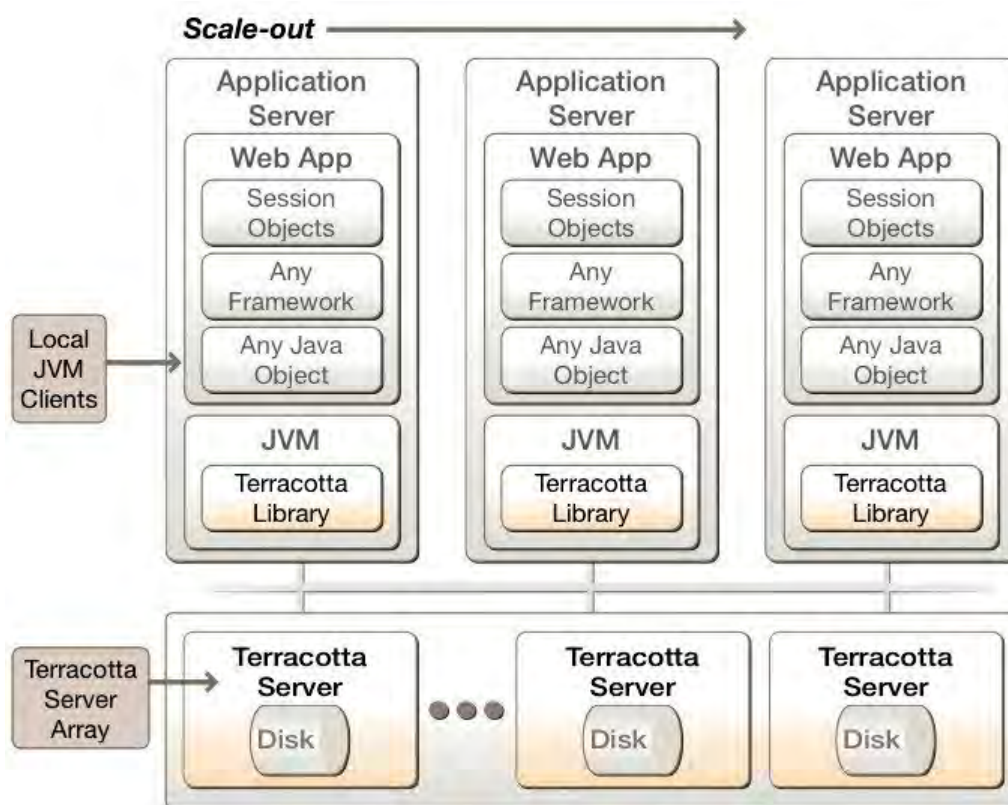 Scale-out
Application
Server
Web App
Session
Objects
Any
Framework
Any Java
Object
JVM
Terracotta
Library
Application
Server
Web App
Session
Objects
Any
Framework
Any Java
Object
JVM
Terracotta
Library
Application
Server
Web App
Session
Objects
Any
Framework
Any Java
Object
JVM
Terracotta
Library
Local
JVM
Clients
Terracotta
Server
Array
Terracotta
Server
Disk
Terracotta
Server
Disk
Terracotta
Server
Disk